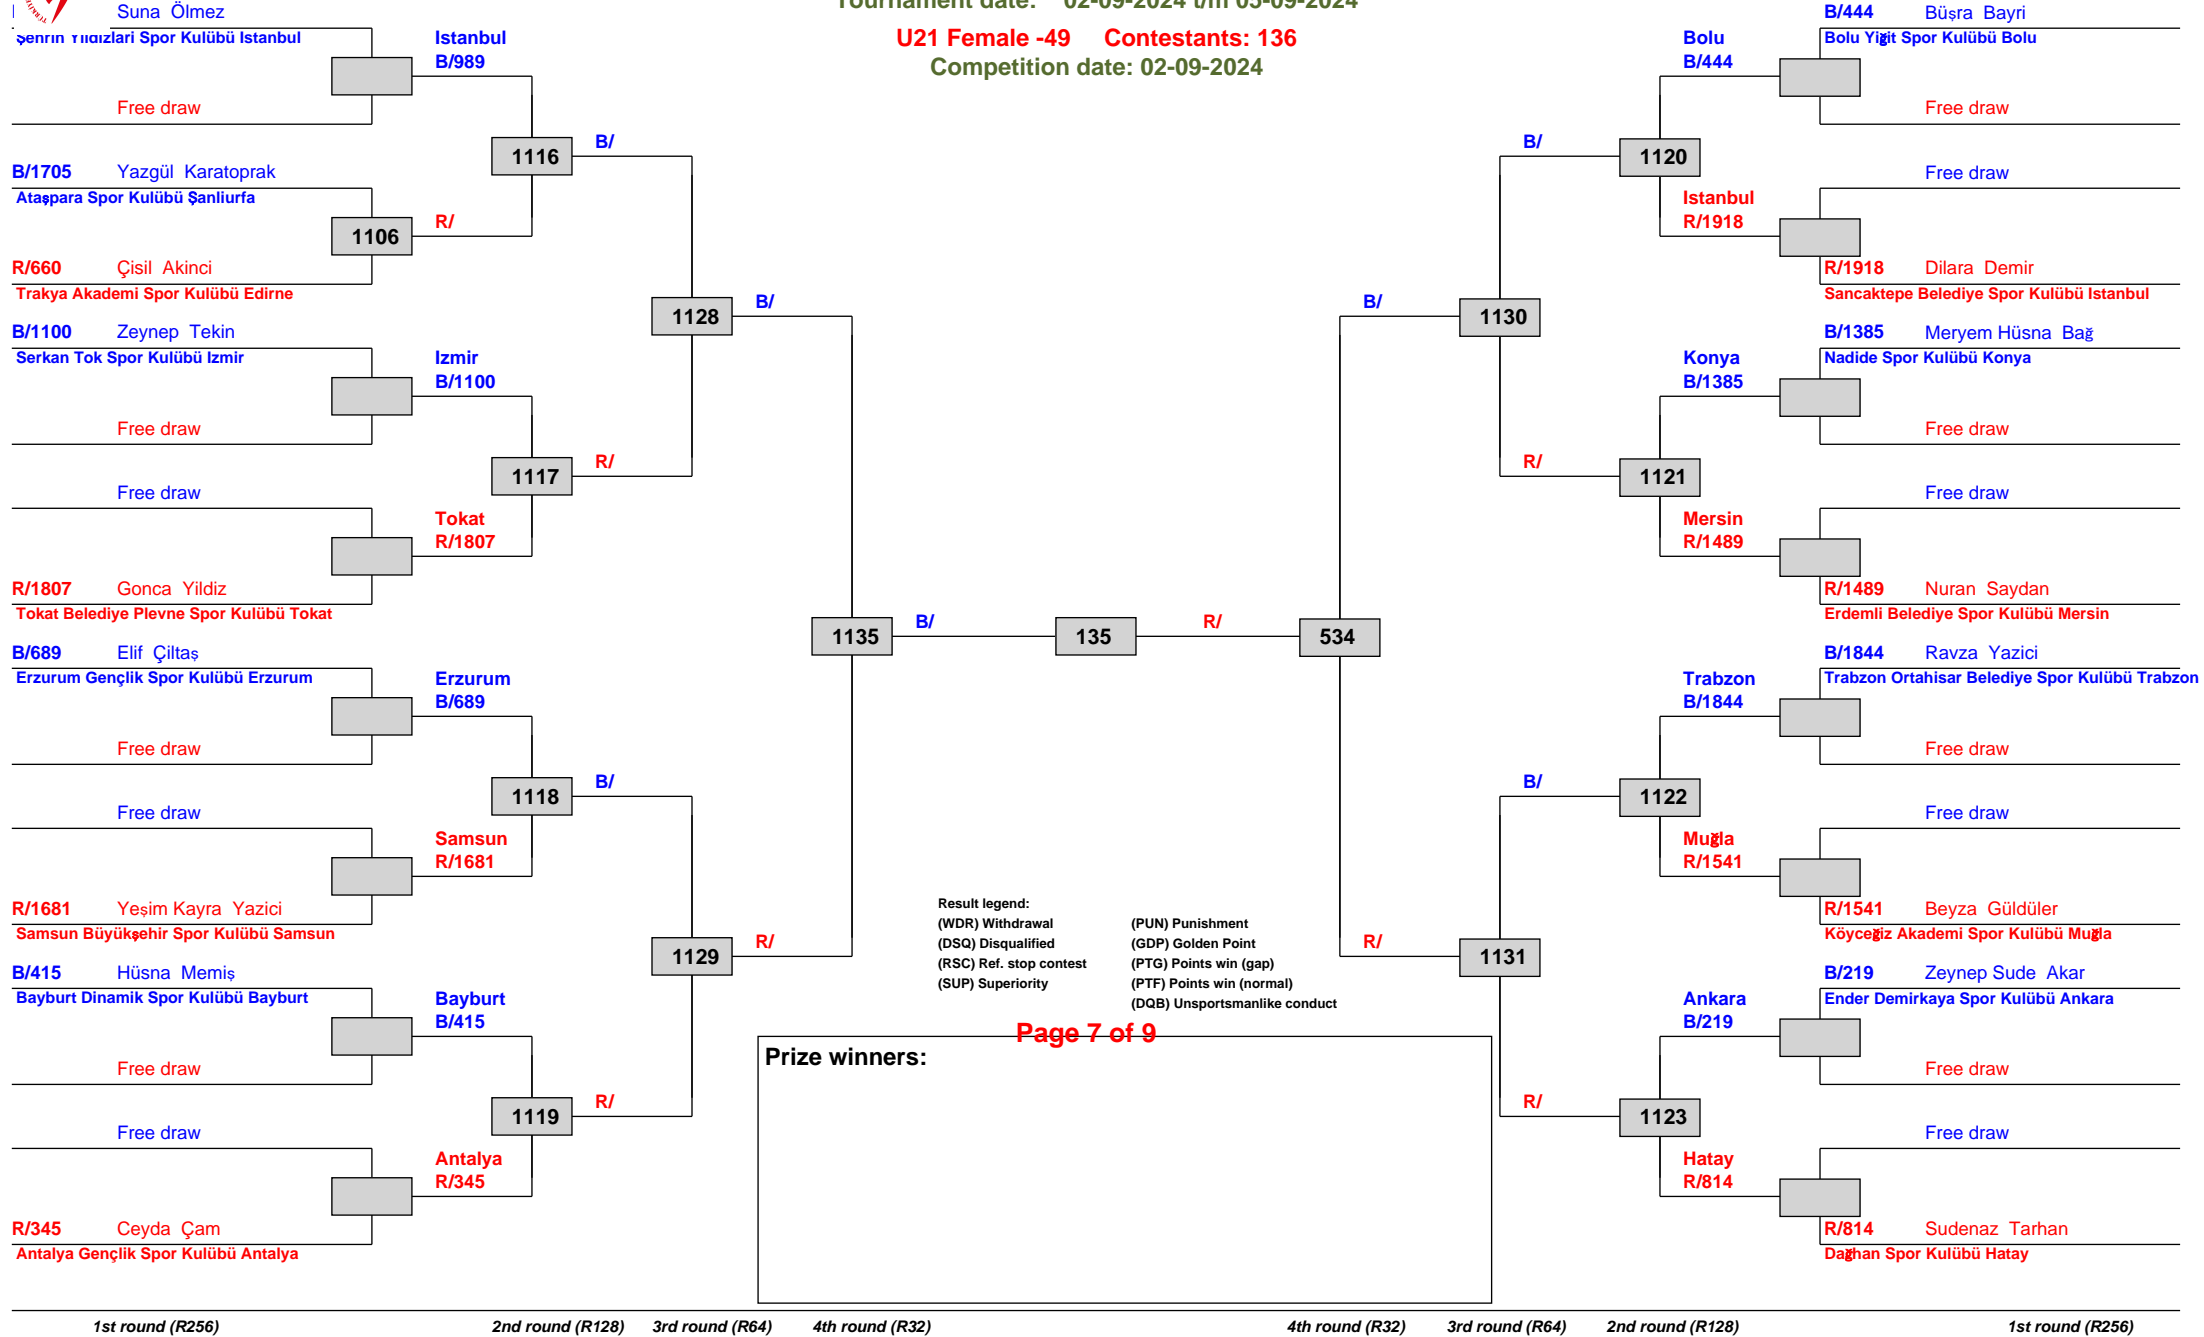 Tournament date: 02-09-2024 t/m 05-09-2024
U21 Female -49 Contestants: 136
Competition date: 02-09-2024
Suna Ölmez
Şehrin Yildizlari Spor Kulübü Istanbul
Istanbul
B/989
Free draw
1116
B/
B/1705 Yazgül Karatoprak
Ataşpara Spor Kulübü Şanliurfa
1106
R/
R/660 Çisil Akinci
Trakya Akademi Spor Kulübü Edirne
1128
B/
B/1100 Zeynep Tekin
Serkan Tok Spor Kulübü Izmir
Izmir
B/1100
Free draw
1117
R/
Free draw
Tokat
R/1807
R/1807 Gonca Yildiz
Tokat Belediye Plevne Spor Kulübü Tokat
1135
B/
135
R/
534
B/689 Elif Çiltaş
Erzurum Gençlik Spor Kulübü Erzurum
Erzurum
B/689
Free draw
1118
B/
Free draw
Samsun
R/1681
R/1681 Yeşim Kayra Yazici
Samsun Büyükşehir Spor Kulübü Samsun
1129
R/
B/415 Hüsna Memiş
Bayburt Dinamik Spor Kulübü Bayburt
Bayburt
B/415
Free draw
1119
R/
Free draw
Antalya
R/345
R/345 Ceyda Çam
Antalya Gençlik Spor Kulübü Antalya
B/444 Büşra Bayri
Bolu Yiğit Spor Kulübü Bolu
Bolu
B/444
Free draw
B/
1120
Free draw
Istanbul
R/1918
R/1918 Dilara Demir
Sancaktepe Belediye Spor Kulübü Istanbul
B/
1130
B/1385 Meryem Hüsna Bağ
Nadide Spor Kulübü Konya
Konya
B/1385
Free draw
R/
1121
Free draw
Mersin
R/1489
R/1489 Nuran Saydan
Erdemli Belediye Spor Kulübü Mersin
B/1844 Ravza Yazici
Trabzon Ortahisar Belediye Spor Kulübü Trabzon
Trabzon
B/1844
Free draw
B/
1122
Free draw
Muğla
R/1541
R/1541 Beyza Güldüler
Köyceğiz Akademi Spor Kulübü Muğla
R/
1131
B/219 Zeynep Sude Akar
Ender Demirkaya Spor Kulübü Ankara
Ankara
B/219
Free draw
R/
1123
Free draw
Hatay
R/814
R/814 Sudenaz Tarhan
Dağhan Spor Kulübü Hatay
Result legend:
(WDR) Withdrawal (PUN) Punishment
(DSQ) Disqualified (GDP) Golden Point
(RSC) Ref. stop contest (PTG) Points win (gap)
(SUP) Superiority (PTF) Points win (normal)
(DQB) Unsportsmanlike conduct
Page 7 of 9
Prize winners:
1st round (R256) 2nd round (R128) 3rd round (R64) 4th round (R32) 4th round (R32) 3rd round (R64) 2nd round (R128) 1st round (R256)